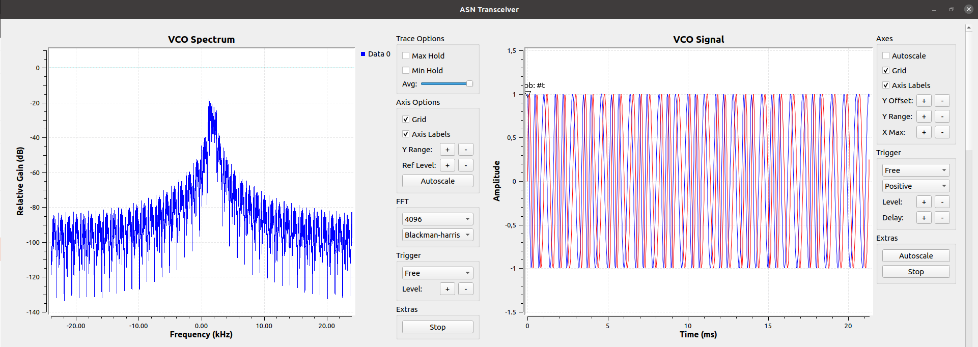 ASN Transceiver
VCO Spectrum
Relative Gain (dB)
0
-20
-40
-60
-80
-100
-120
-140
-20.00
-10.00
0.00
10.00
20.00
Frequency (kHz)
Data 0
Trace Options
Max Hold
Min Hold
Avg:
Axis Options
Grid
Axis Labels
Y Range: + -
Ref Level: + -
Autoscale
FFT
4096
Blackman-harris
Trigger
Free
Level: + -
Extras
Stop
VCO Signal
Amplitude
1,5
1
0,5
0
-0,5
-1
-1.5
0
5
10
15
20
Time (ms)
Axes
Autoscale
Grid
Axis Labels
Y Offset: + -
Y Range: + -
X Max: + -
Trigger
Free
Positive
Level: + -
Delay: + -
Extras
Autoscale
Stop